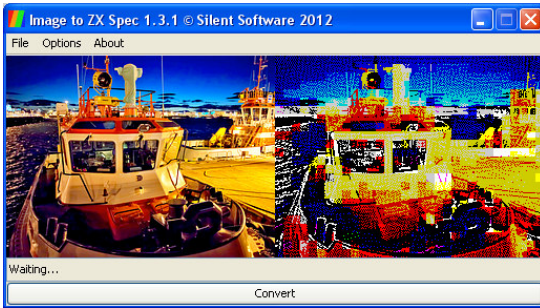 Image to ZX Spec 1.3.1 © Silent Software 2012
File Options About
Waiting...
Convert